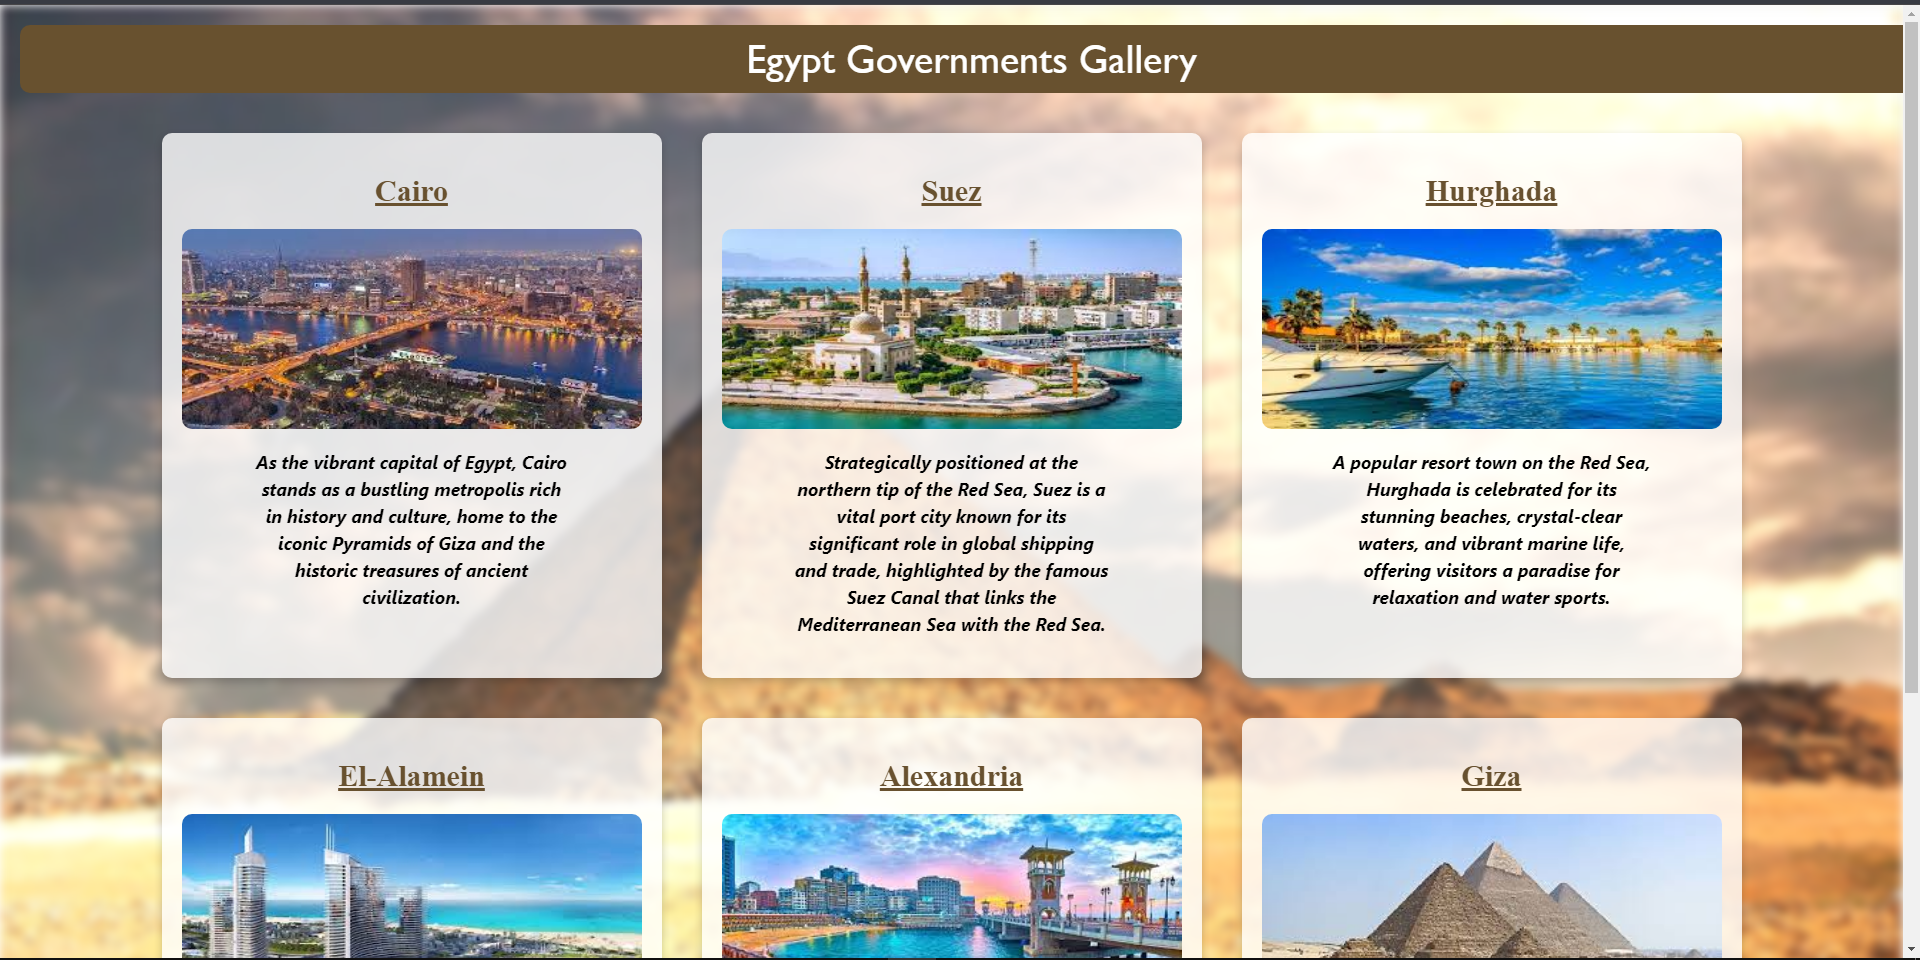 Egypt Governments Gallery
Cairo
As the vibrant capital of Egypt, Cairo
stands as a bustling metropolis rich
in history and culture, home to the
iconic Pyramids of Giza and the
historic treasures of ancient
civilization.
Suez
Strategically positioned at the
northern tip of the Red Sea, Suez is a
vital port city known for its
significant role in global shipping
and trade, highlighted by the famous
Suez Canal that links the
Mediterranean Sea with the Red Sea.
Hurghada
A popular resort town on the Red Sea,
Hurghada is celebrated for its
stunning beaches, crystal-clear
waters, and vibrant marine life,
offering visitors a paradise for
relaxation and water sports.
El-Alamein
Alexandria
Giza